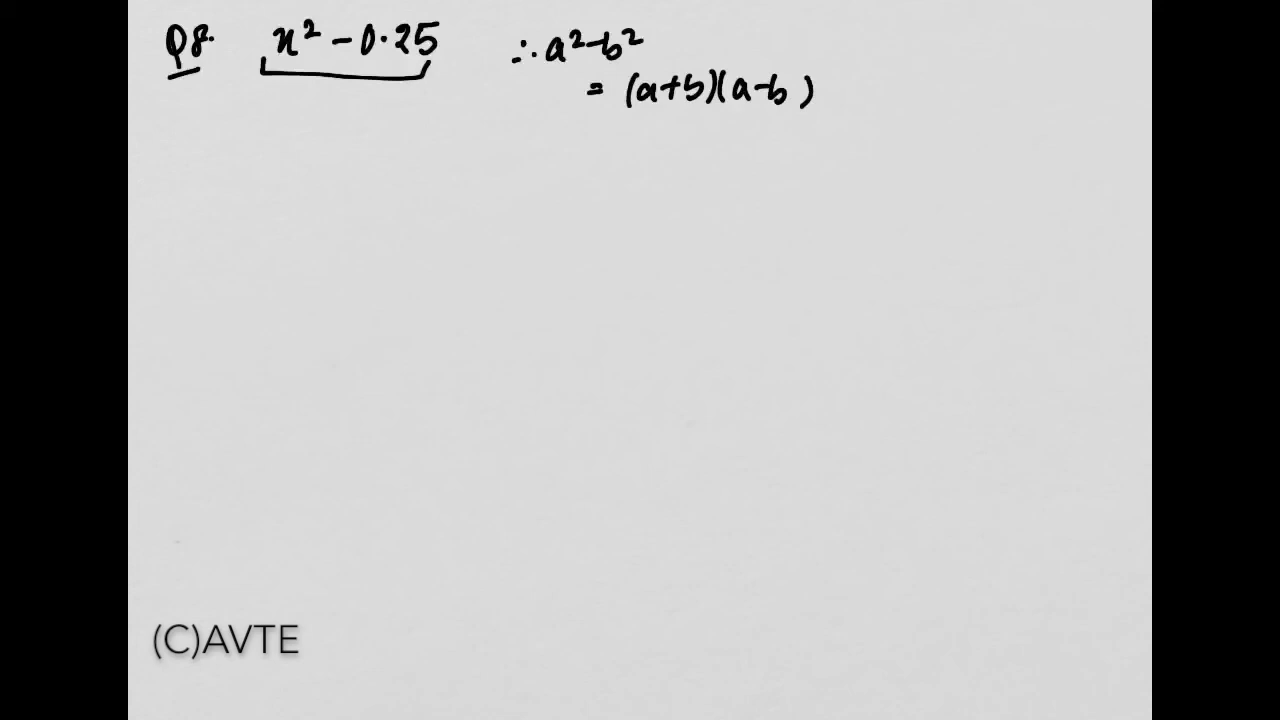 Q8. x² - 0.25 ∴ a² - b²
= (a+b)(a-b)
(C)AVTE